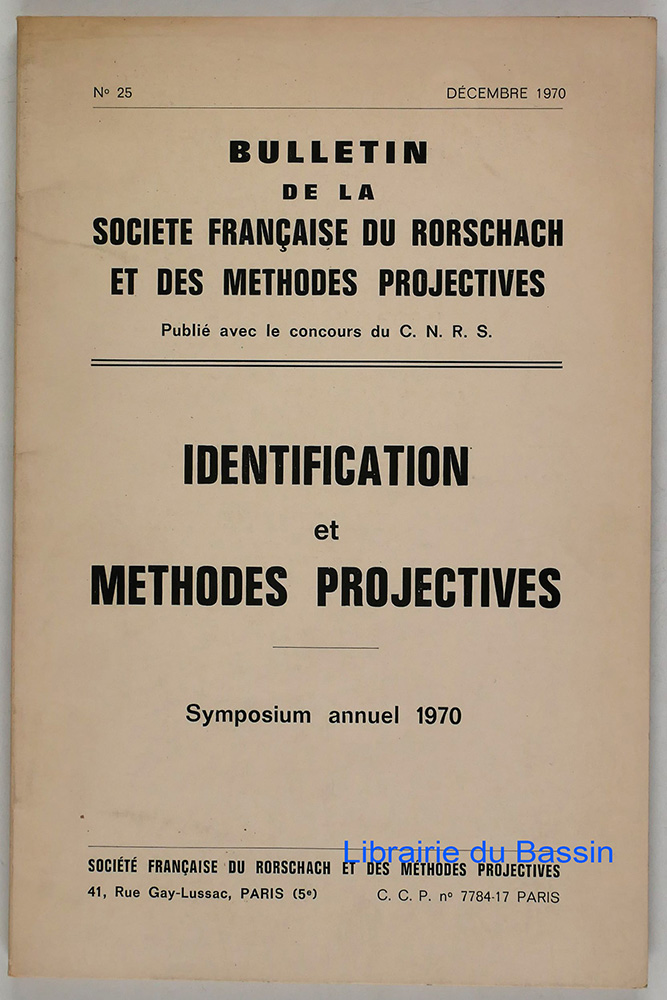 Nº 25 DÉCEMBRE 1970
BULLETIN
DE LA
SOCIETE FRANÇAISE DU RORSCHACH
ET DES METHODES PROJECTIVES
Publié avec le concours du C. N. R. S.
IDENTIFICATION
et
METHODES PROJECTIVES
Symposium annuel 1970
Librairie du Bassin
SOCIÉTÉ FRANÇAISE DU RORSCHACH ET DES MÉTHODES PROJECTIVES
41, Rue Gay-Lussac, PARIS (5e) C. C. P. nº 7784-17 PARIS